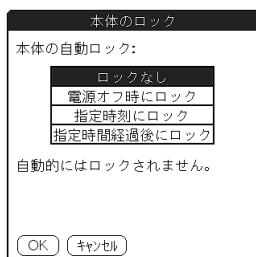 本体のロック
本体の自動ロック:
ロックなし
電源オフ時にロック
指定時刻にロック
指定時間経過後にロック
自動的にはロックされません。
OK キャンセル